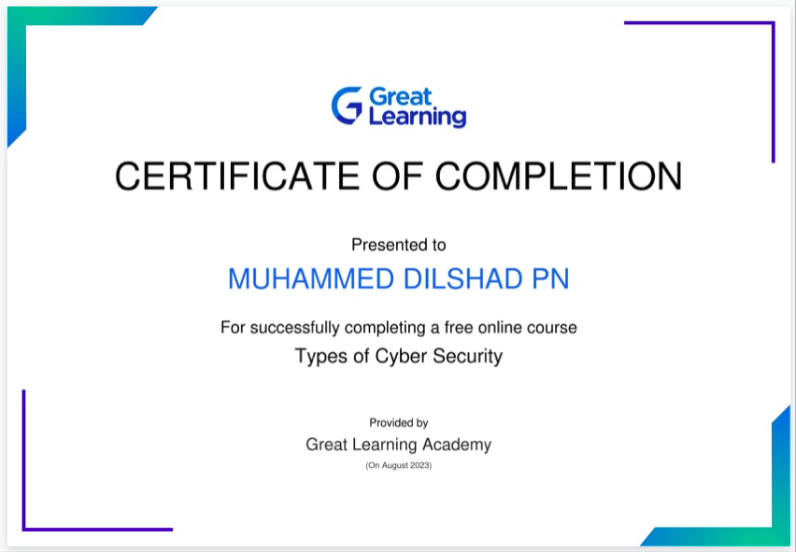 Great
Learning
CERTIFICATE OF COMPLETION
Presented to
MUHAMMED DILSHAD PN
For successfully completing a free online course
Types of Cyber Security
Provided by
Great Learning Academy
(On August 2023)